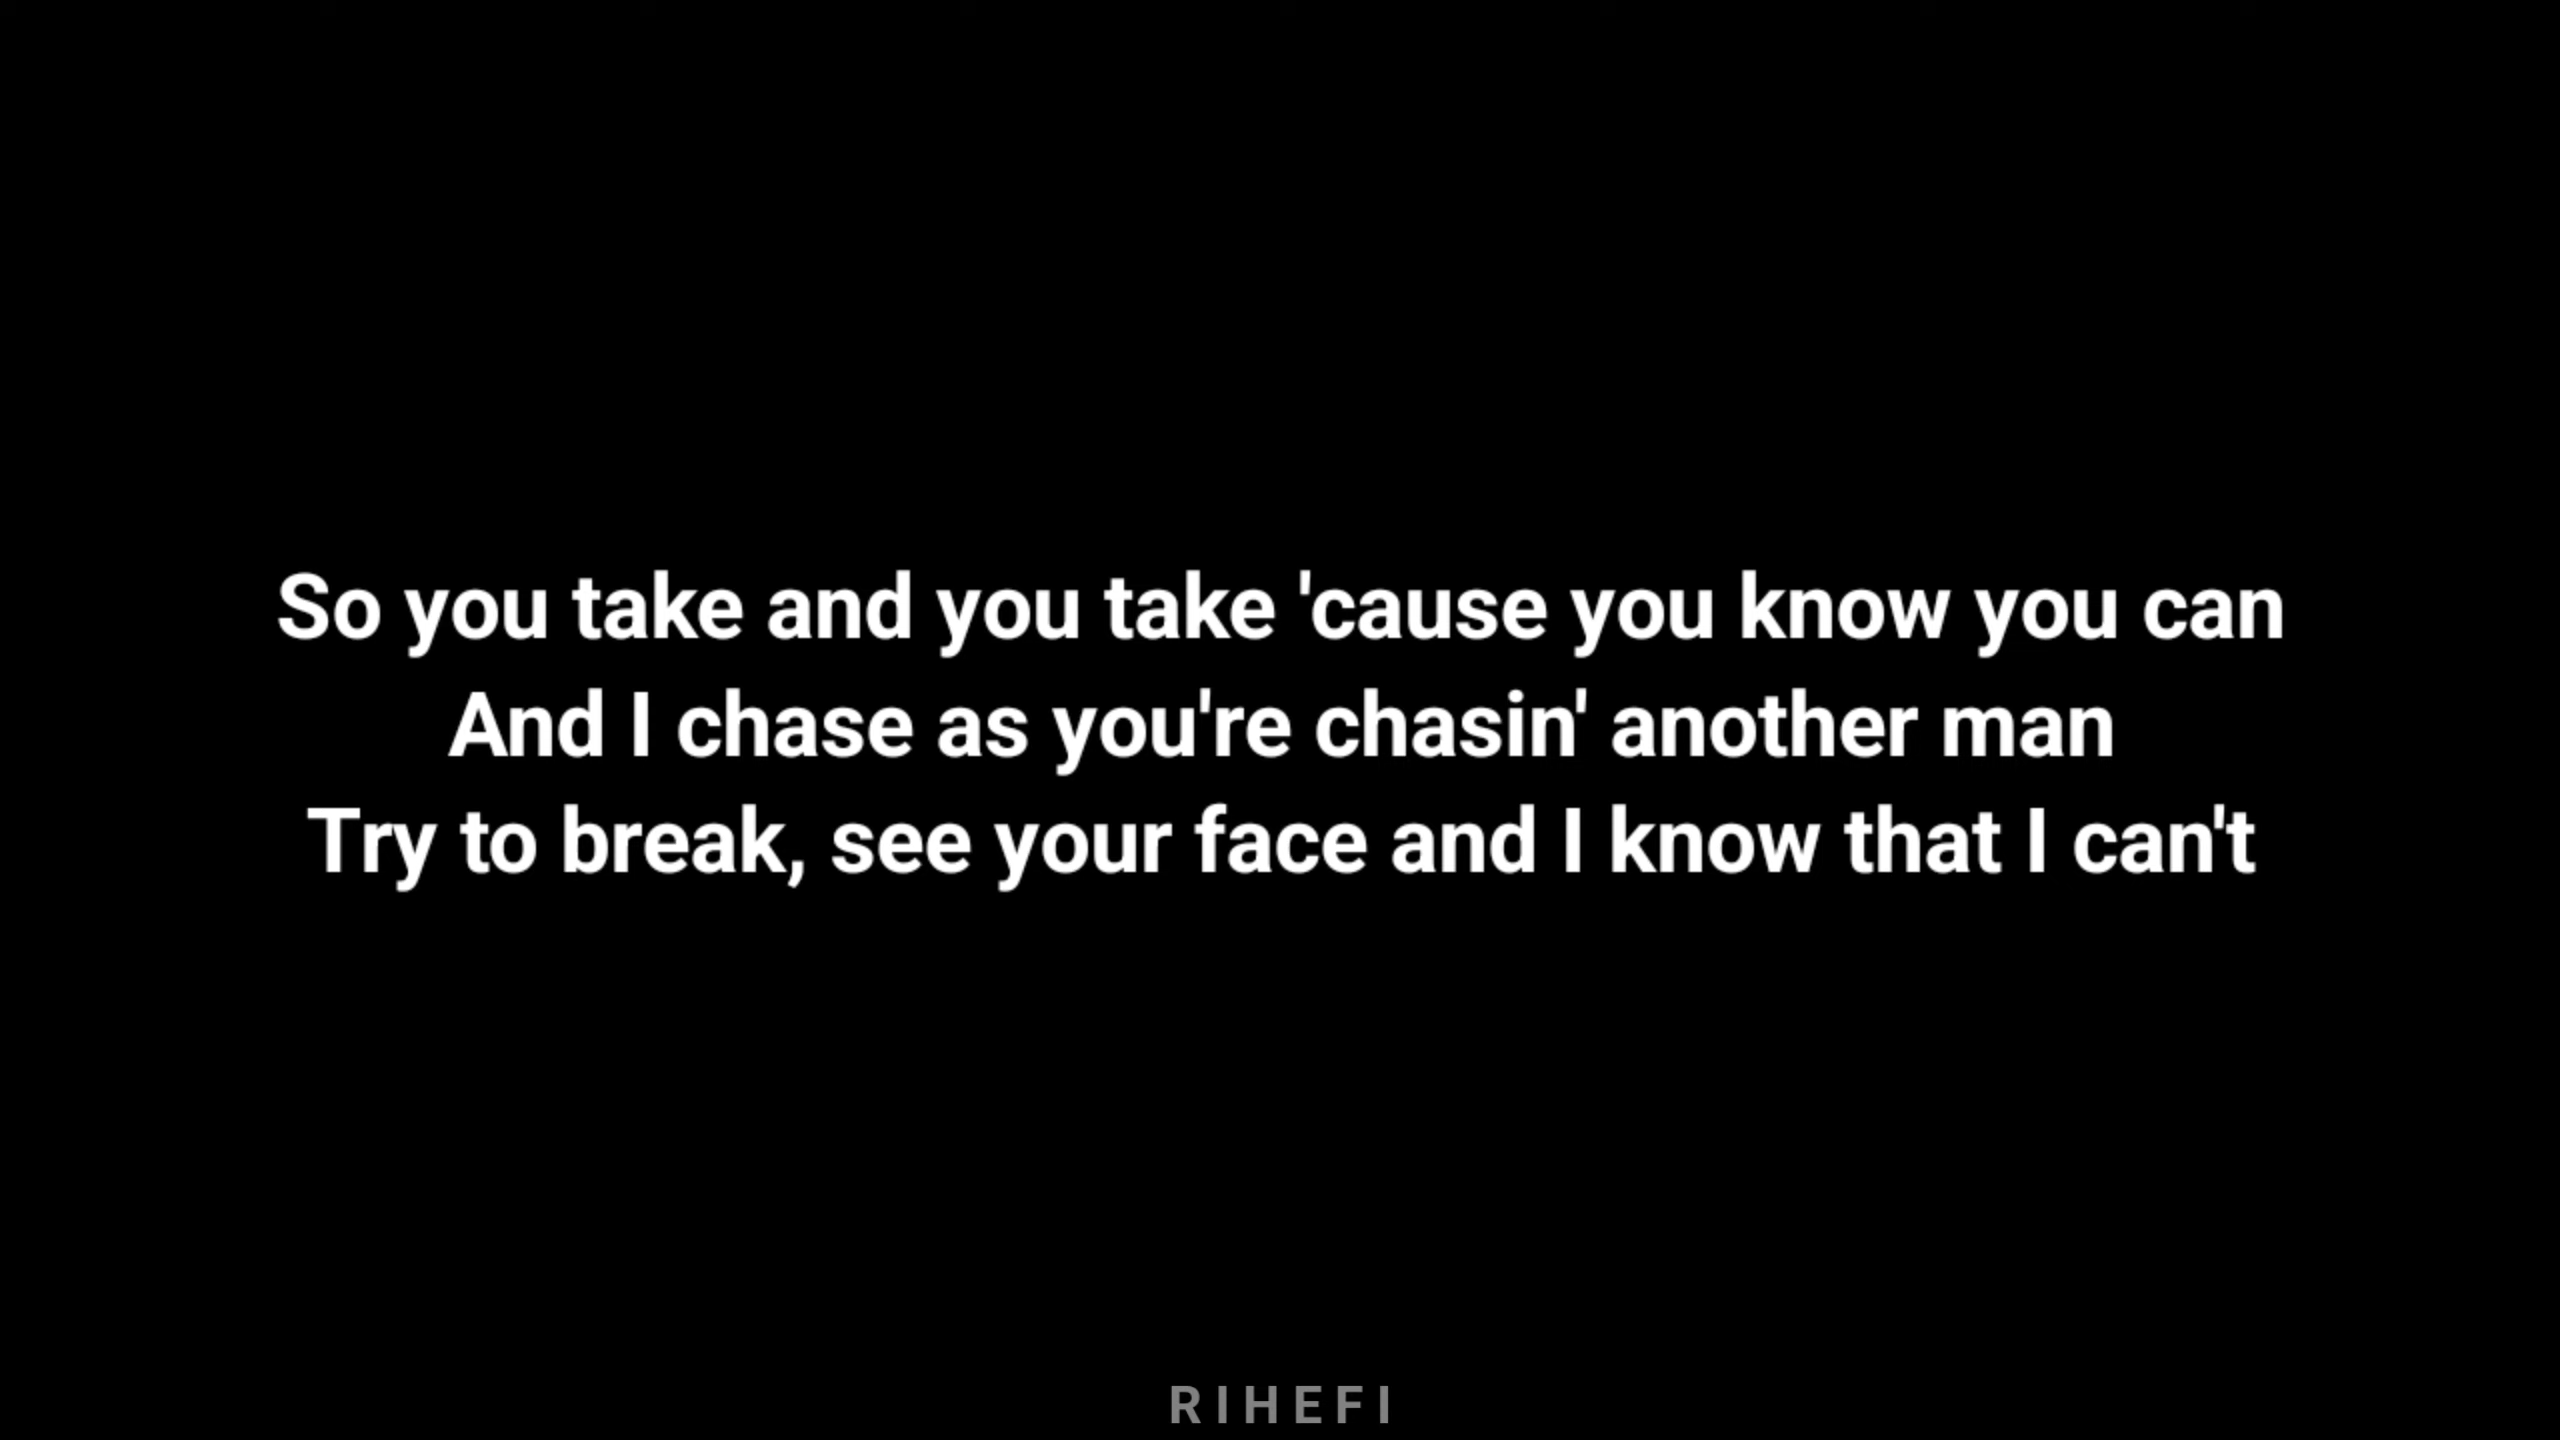 So you take and you take 'cause you know you can
And I chase as you're chasin' another man
Try to break, see your face and I know that I can't
RIHEFI